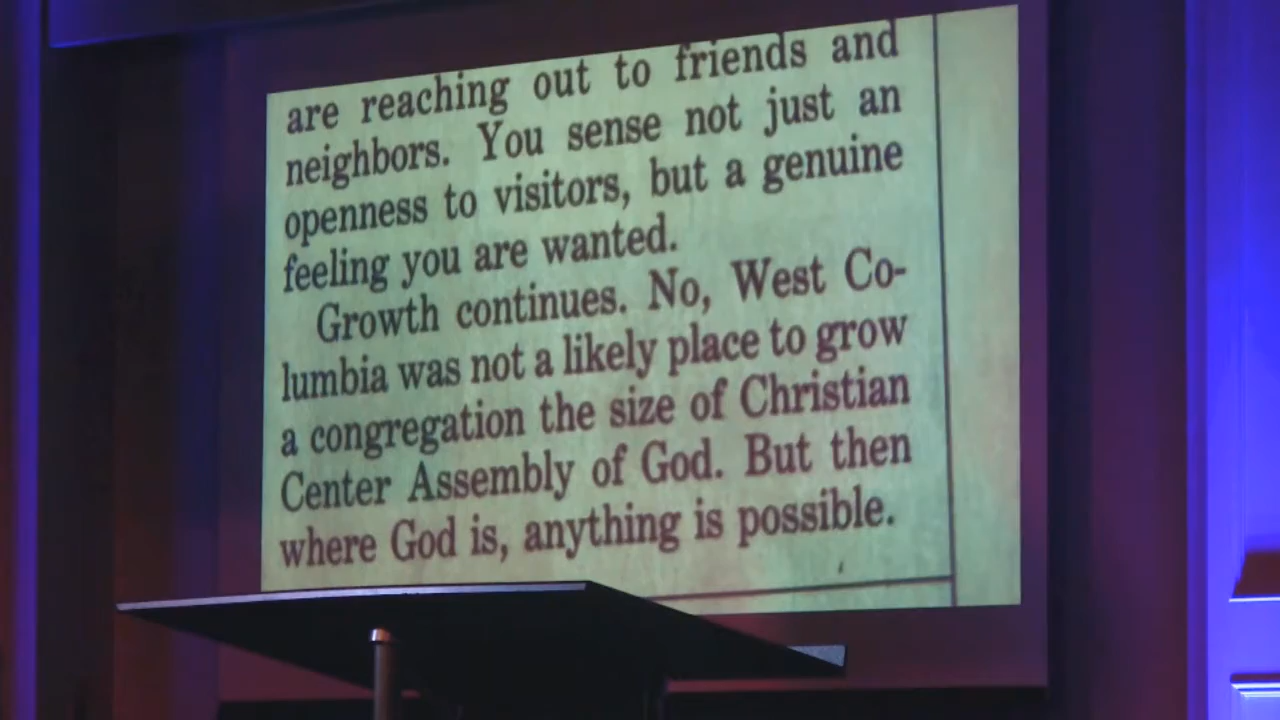 are reaching out to friends and
neighbors. You sense not just an
openness to visitors, but a genuine
feeling you are wanted.
Growth continues. No, West Co-
lumbia was not a likely place to grow
a congregation the size of Christian
Center Assembly of God. But then
where God is, anything is possible.